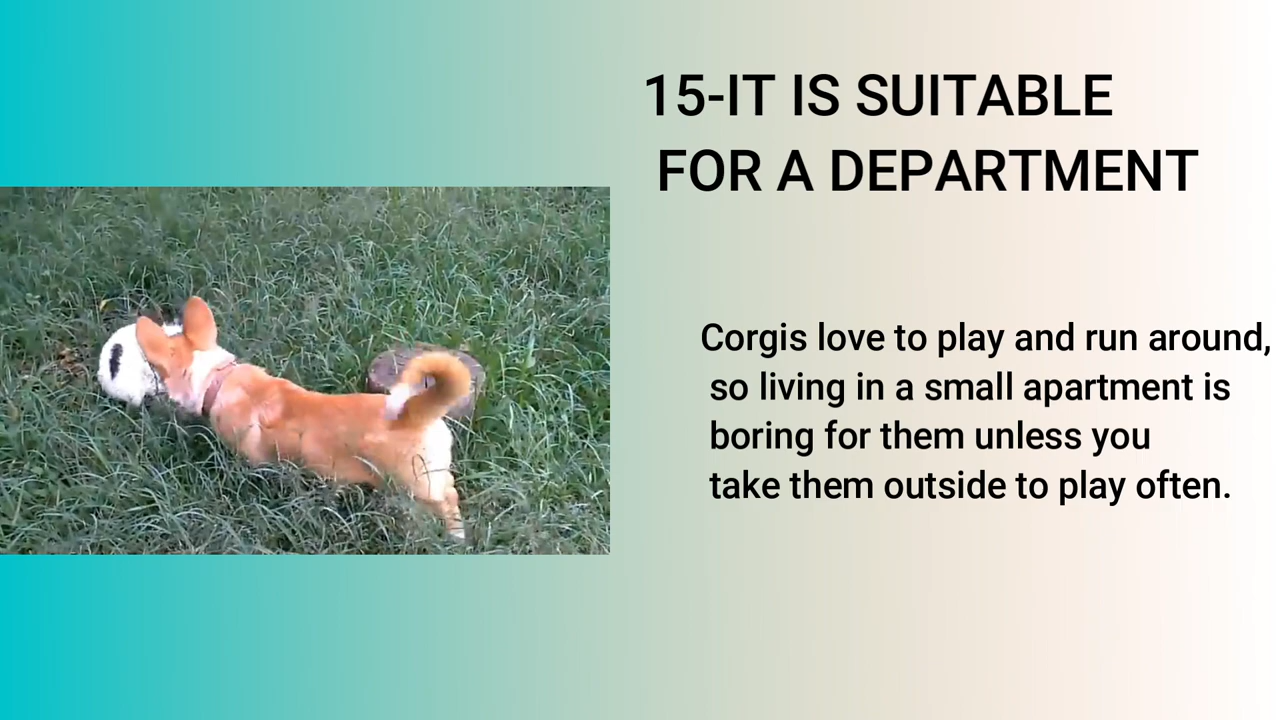 15-IT IS SUITABLE
FOR A DEPARTMENT
Corgis love to play and run around,
so living in a small apartment is
boring for them unless you
take them outside to play often.